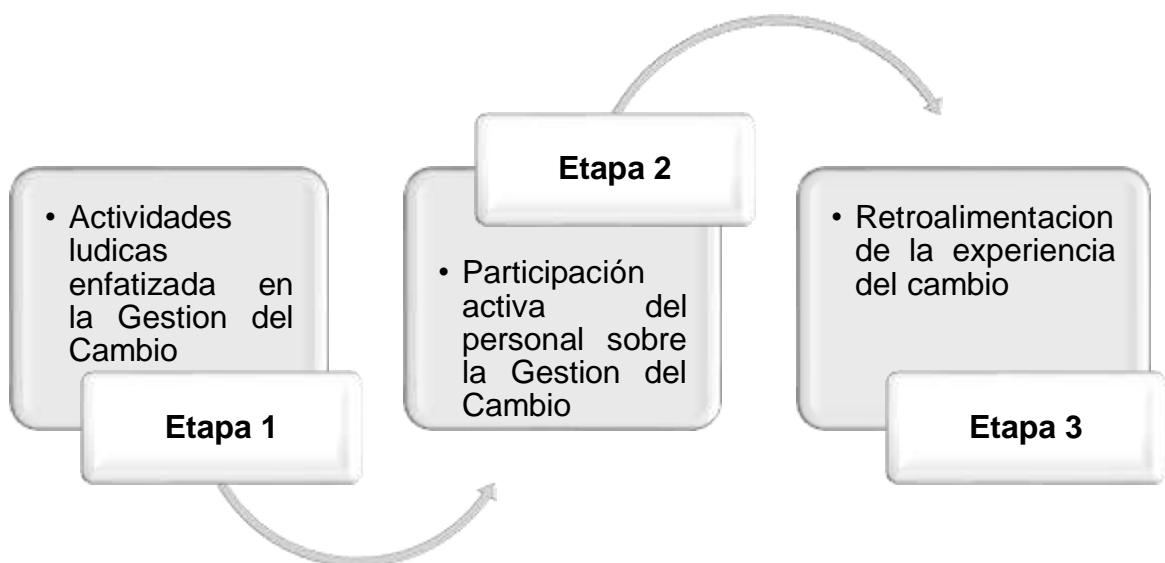 • Actividades
ludicas
enfatizada en
la Gestion del
Cambio
Etapa 1
Etapa 2
• Participación
activa del
personal sobre
la Gestion del
Cambio
• Retroalimentacion
de la experiencia
del cambio
Etapa 3